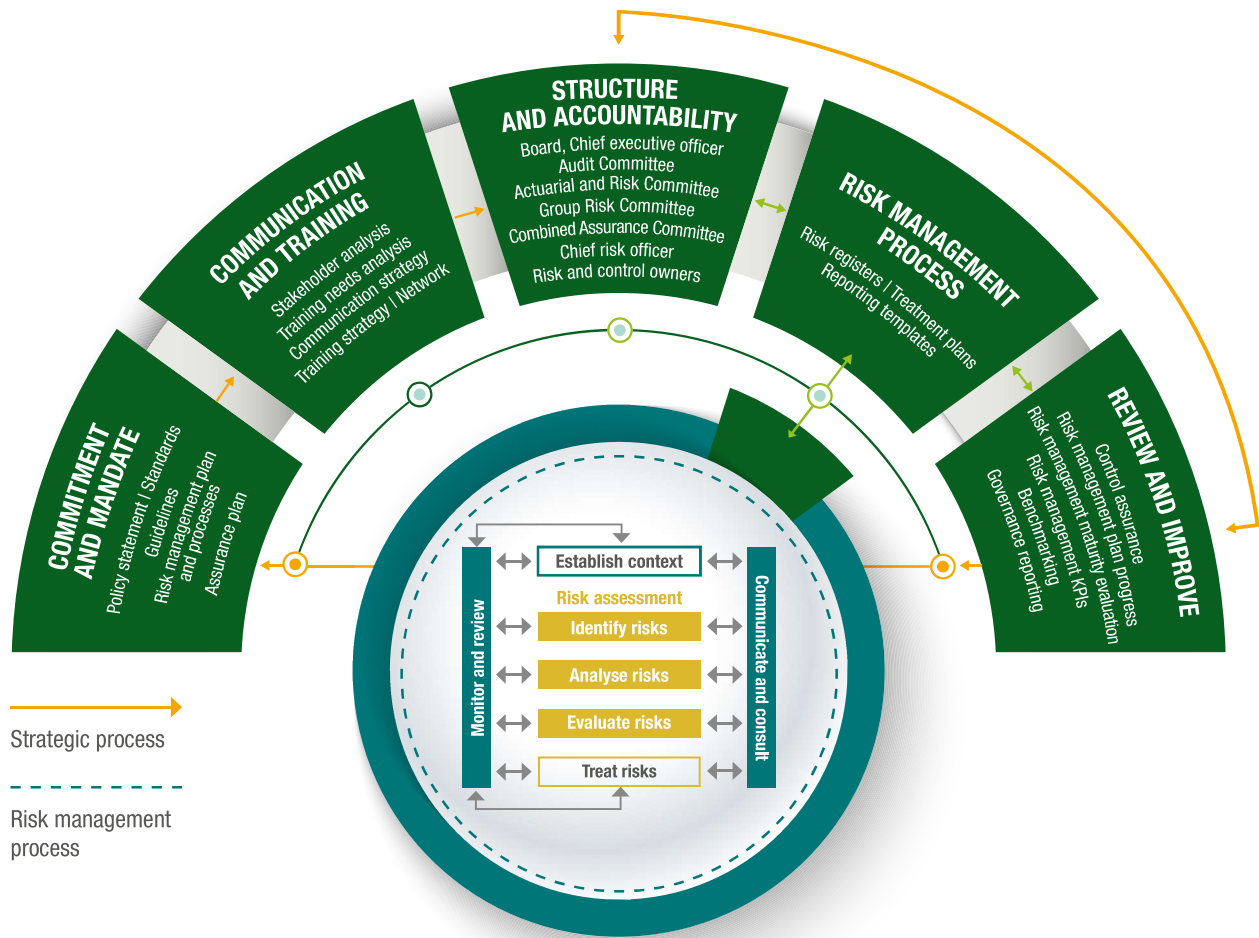 COMMITMENT
AND MANDATE
Policy statement | Standards
Guidelines
Risk management plan
and processes
Assurance plan
COMMUNICATION
AND TRAINING
Stakeholder analysis
Training needs analysis
Communication strategy
Training strategy | Network
STRUCTURE
AND ACCOUNTABILITY
Board, Chief executive officer
Audit Committee
Actuarial and Risk Committee
Group Risk Committee
Combined Assurance Committee
Chief risk officer
Risk and control owners
RISK MANAGEMENT
PROCESS
Risk registers | Treatment plans
Reporting templates
REVIEW AND IMPROVE
Control assurance
Risk management plan progress
Risk management maturity evaluation
Risk management KPIs
Benchmarking
Governance reporting
Monitor and review
Establish context
Risk assessment
Identify risks
Analyse risks
Evaluate risks
Treat risks
Communicate and consult
Strategic process
Risk management
process